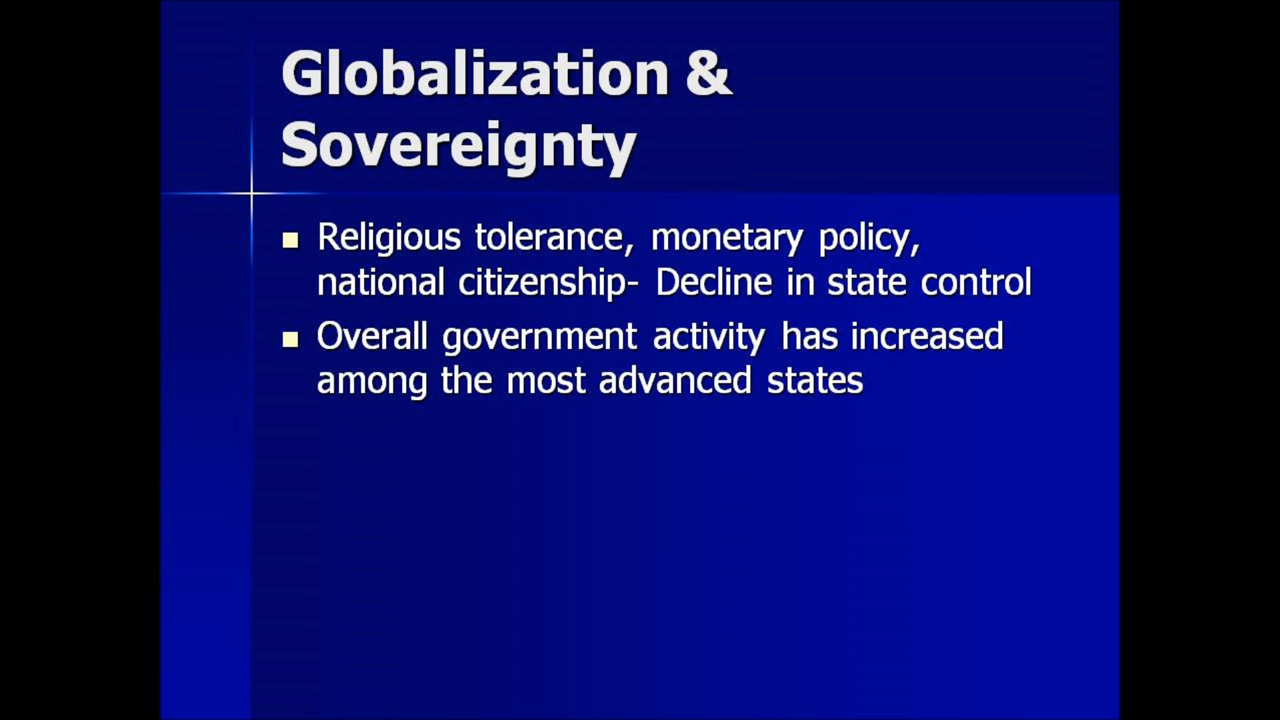 Globalization &
Sovereignty
Religious tolerance, monetary policy,
national citizenship- Decline in state control
Overall government activity has increased
among the most advanced states